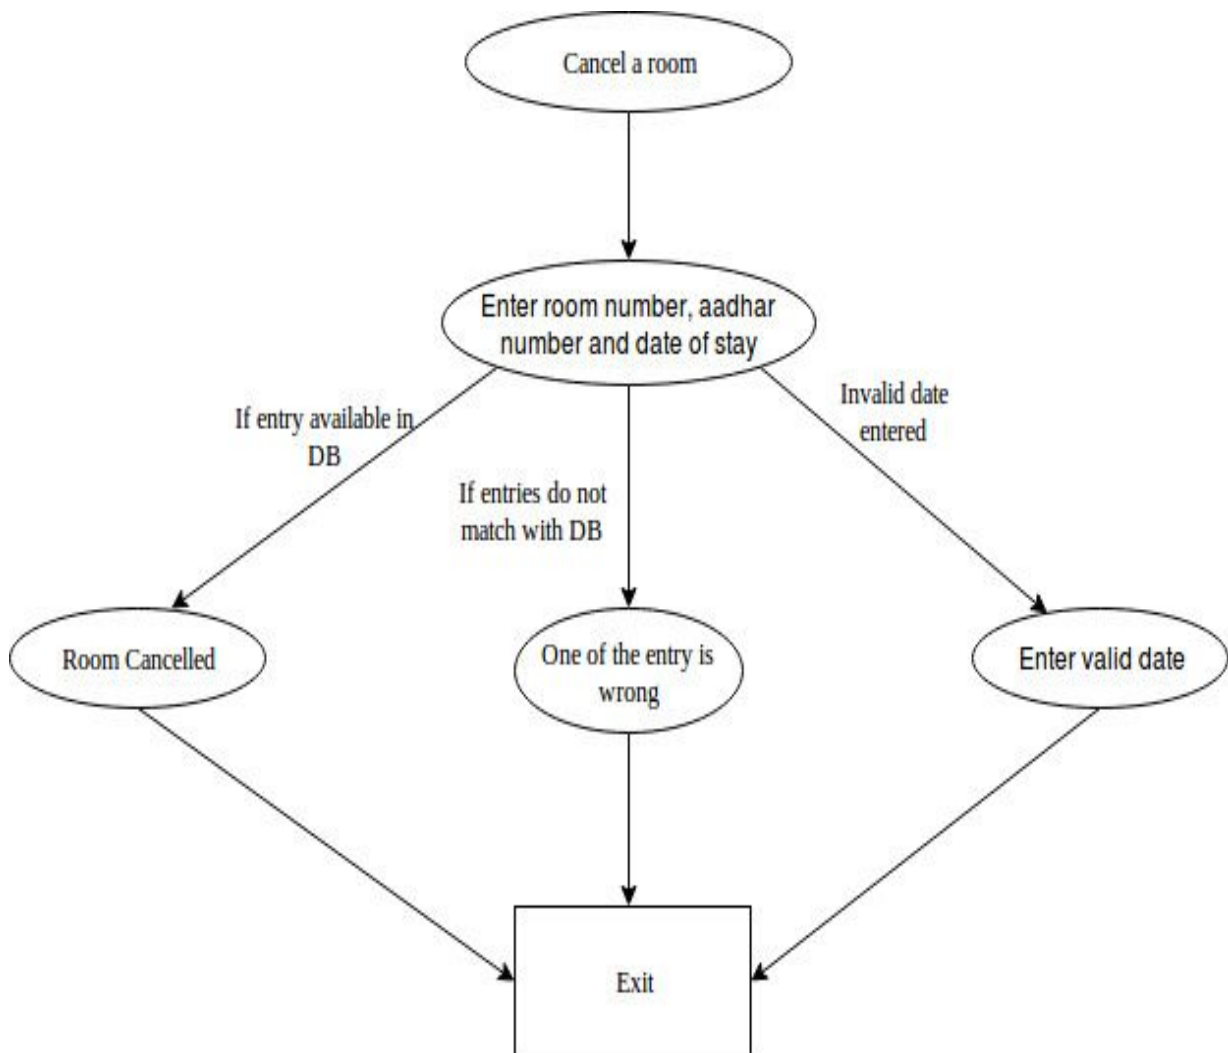 Cancel a room
Enter room number, aadhar
number and date of stay
If entry available in
DB
If entries do not
match with DB
Invalid date
entered
Room Cancelled
One of the entry is
wrong
Enter valid date
Exit